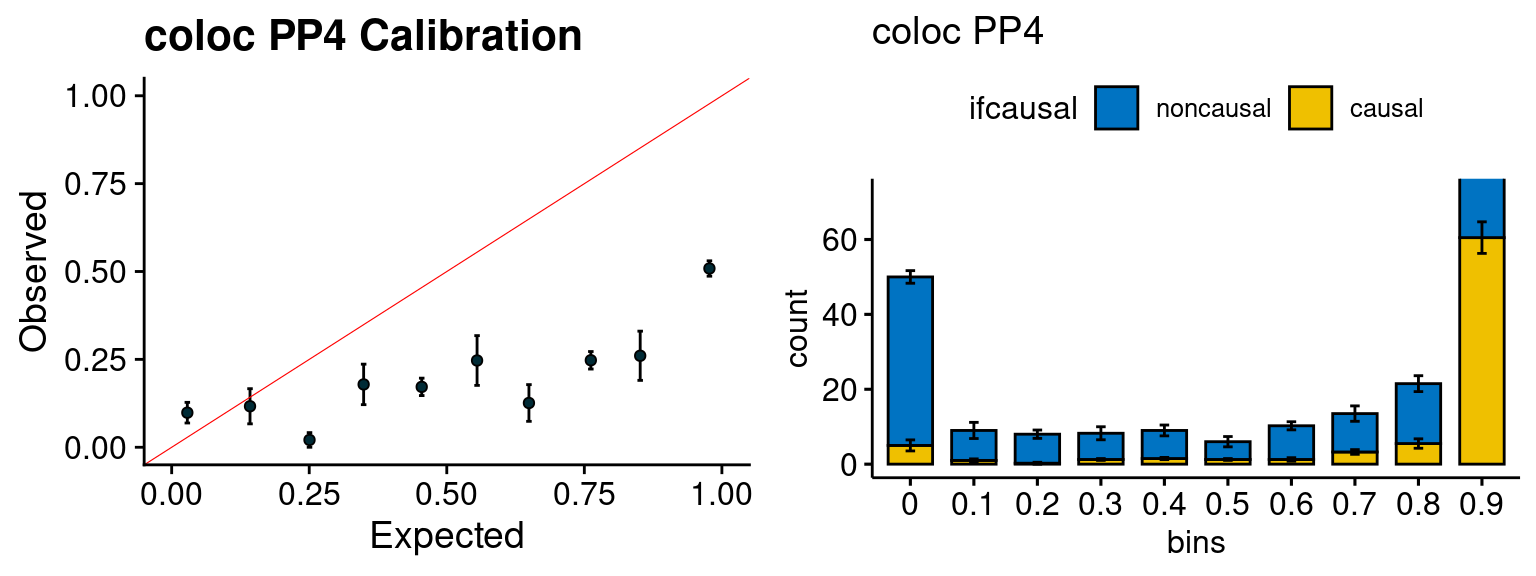 coloc PP4 Calibration
Observed
1.00
0.75
0.50
0.25
0.00
0.00 0.25 0.50 0.75 1.00
Expected
coloc PP4
ifcausal noncausal causal
count
60
40
20
0
0 0.1 0.2 0.3 0.4 0.5 0.6 0.7 0.8 0.9
bins